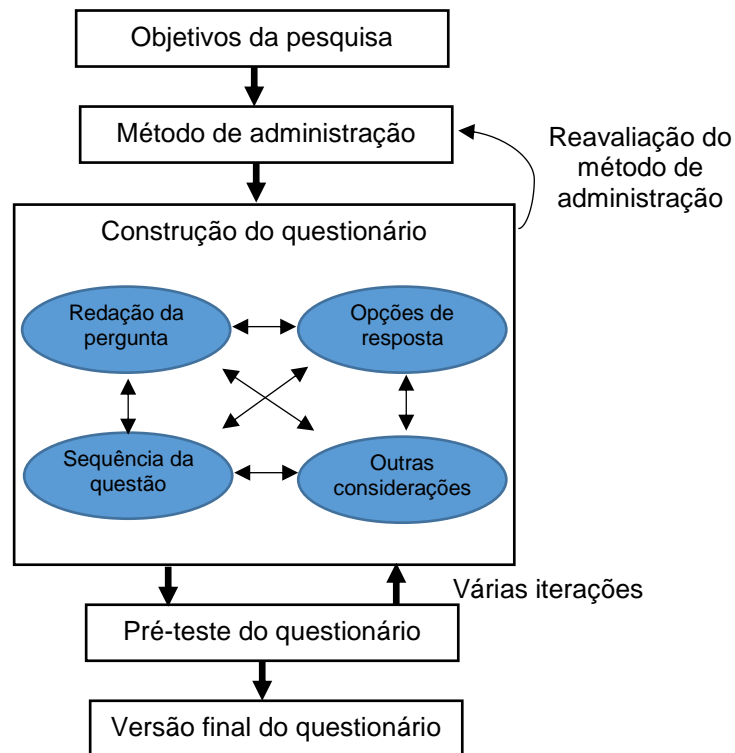 Objetivos da pesquisa
Método de administração
Reavaliação do
método de
administração
Construção do questionário
Redação da
pergunta
Opções de
resposta
Sequência da
questão
Outras
considerações
Várias iterações
Pré-teste do questionário
Versão final do questionário